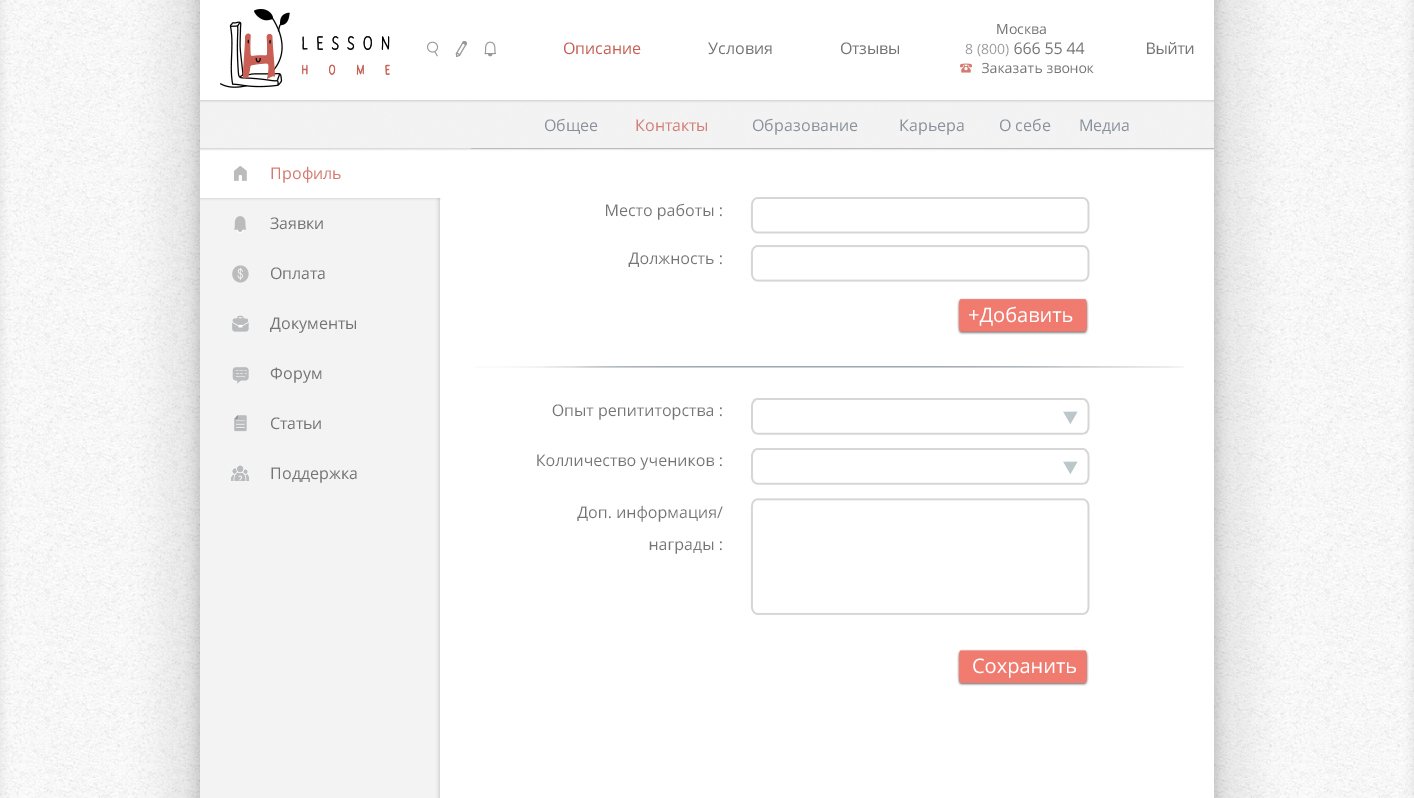 LESSON
HOME
Описание
Условия
Отзывы
Москва
8 (800) 666 55 44
Заказать звонок
Выйти
Общее
Контакты
Образование
Карьера
О себе
Медиа
Профиль
Заявки
Оплата
Документы
Форум
Статьи
Поддержка
Место работы :
Должность :
+Добавить
Опыт репититорства :
Колличество учеников :
Доп. информация/
награды :
Сохранить